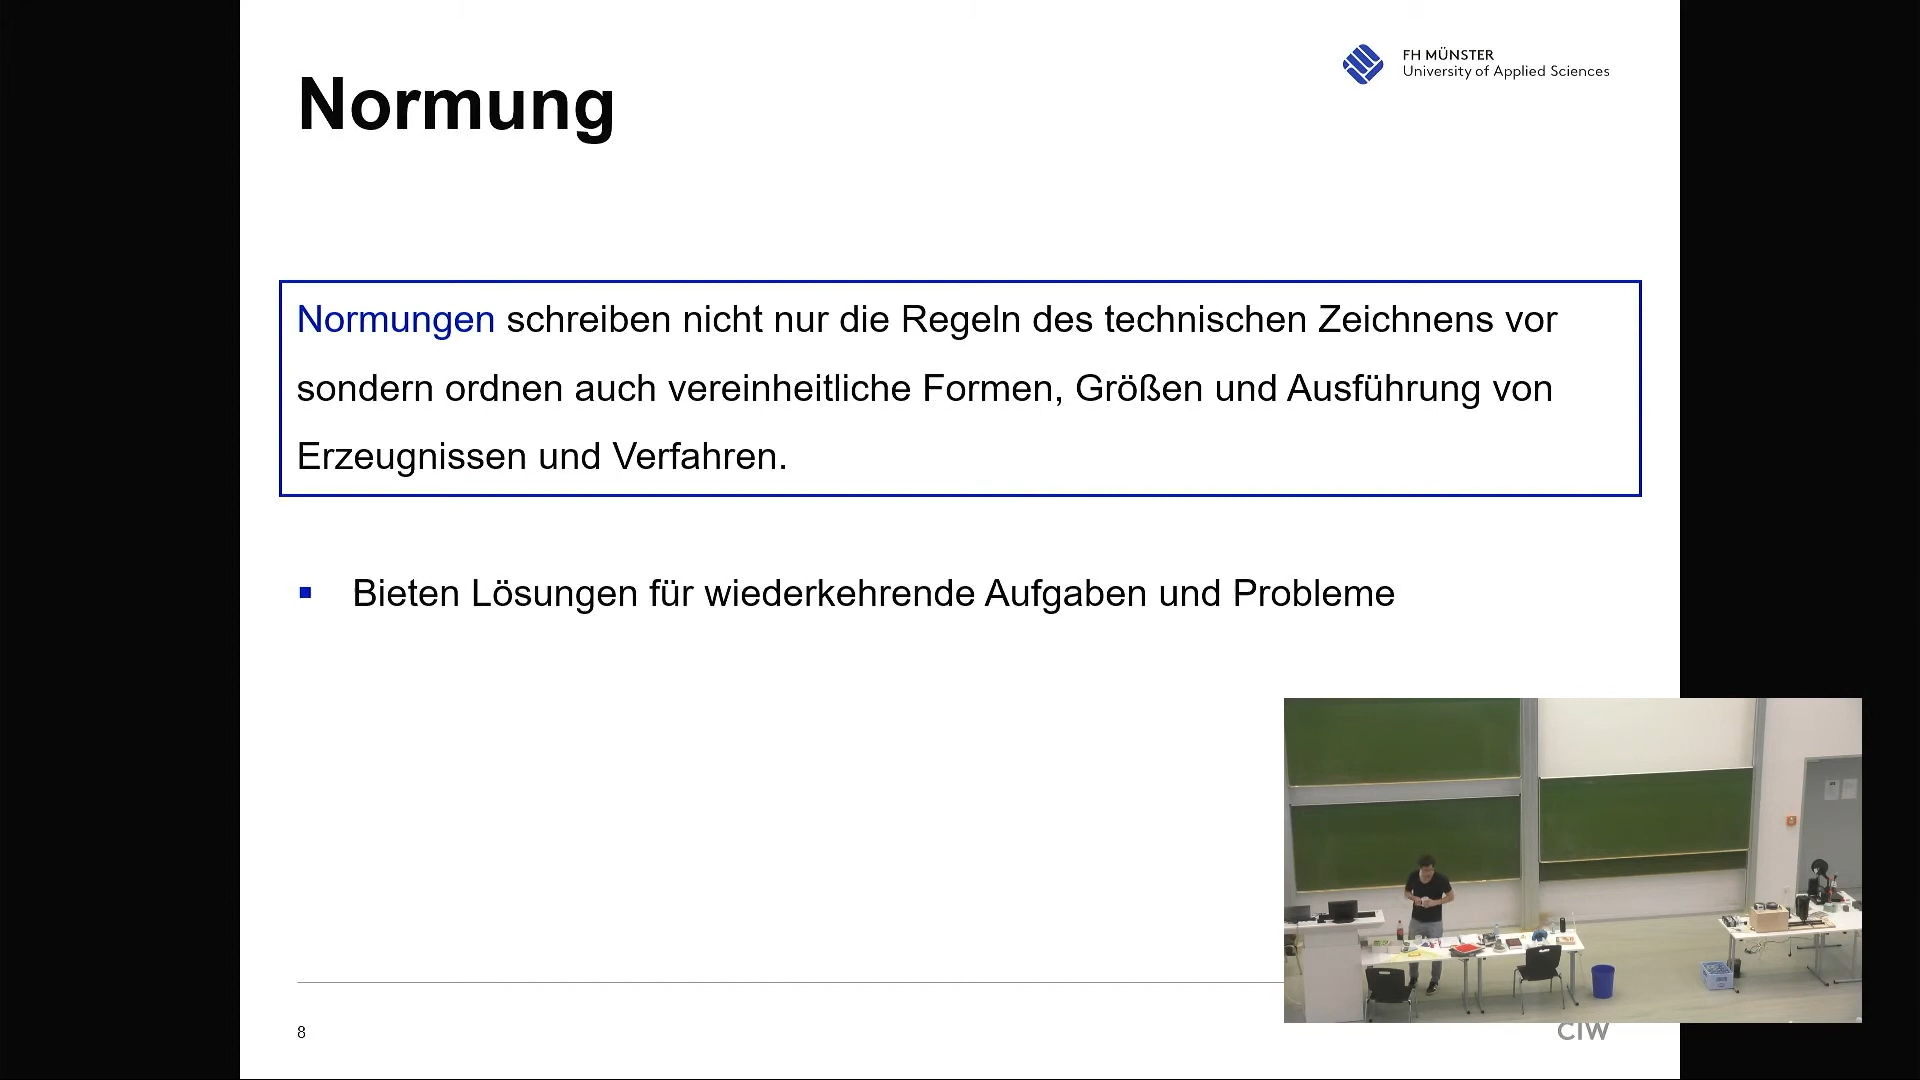 FH MÜNSTER
University of Applied Sciences
Normung
Normungen schreiben nicht nur die Regeln des technischen Zeichnens vor
sondern ordnen auch vereinheitliche Formen, Größen und Ausführung von
Erzeugnissen und Verfahren.
Bieten Lösungen für wiederkehrende Aufgaben und Probleme
8
CIW